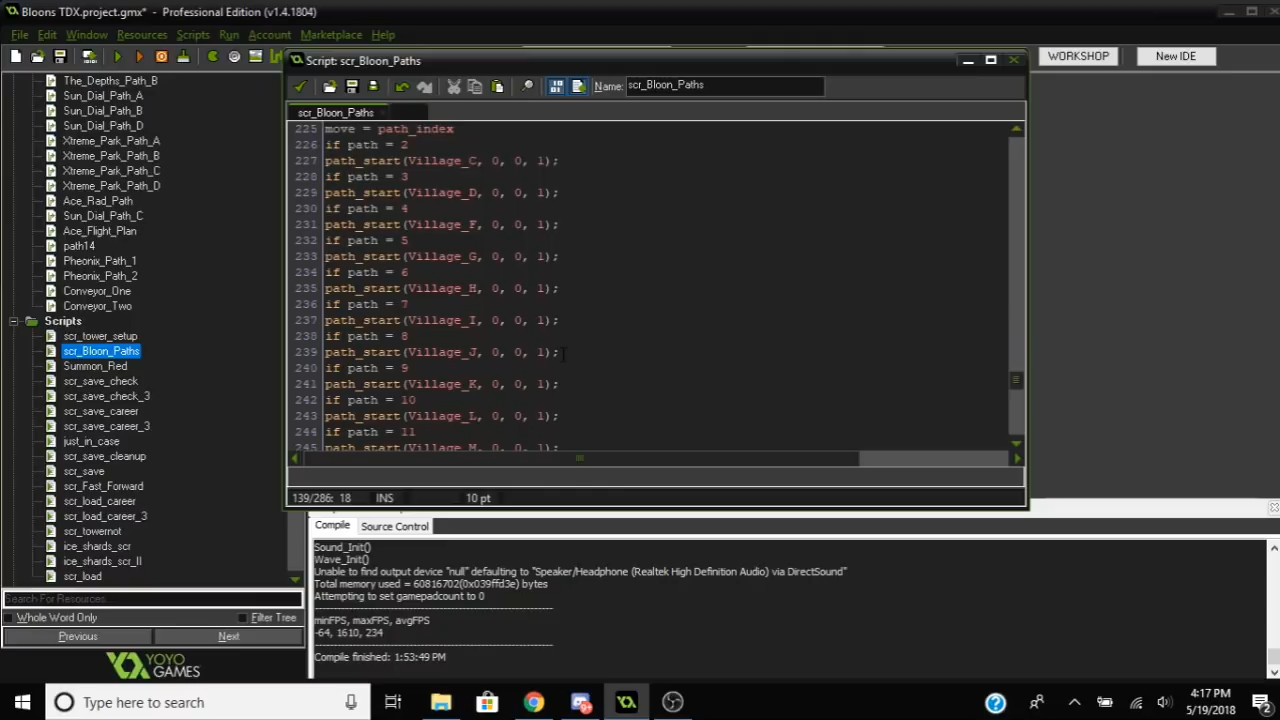 Bloons TDX.project.gmx* - Professional Edition (v1.4.1804)
File Edit Window Resources Scripts Run Account Marketplace Help
WORKSHOP
New IDE
The_Depths_Path_B
Sun_Dial_Path_A
Sun_Dial_Path_B
Sun_Dial_Path_D
Xtreme_Park_Path_A
Xtreme_Park_Path_B
Xtreme_Park_Path_C
Xtreme_Park_Path_D
Ace_Rad_Path
Sun_Dial_Path_C
Ace_Flight_Plan
path14
Pheonix_Path_1
Pheonix_Path_2
Conveyor_One
Conveyor_Two
Scripts
scr_tower_setup
scr_Bloon_Paths
Summon_Red
scr_save_check
scr_save_check_3
scr_save_career
scr_save_career_3
just_in_case
scr_save_cleanup
scr_save
scr_Fast_Forward
scr_load_career
scr_load_career_3
scr_towernot
ice_shards_scr
ice_shards_scr_II
scr_load
Search For Resources
Whole Word Only
Filter Tree
Previous
Next
YOYO
GAMES
Script: scr_Bloon_Paths
Name: scr_Bloon_Paths
scr_Bloon_Paths
225 move = path_index
226 if path = 2
227 path_start(Village_C, 0, 0, 1);
228 if path = 3
229 path_start(Village_D, 0, 0, 1);
230 if path = 4
231 path_start(Village_F, 0, 0, 1);
232 if path = 5
233 path_start(Village_G, 0, 0, 1);
234 if path = 6
235 path_start(Village_H, 0, 0, 1);
236 if path = 7
237 path_start(Village_I, 0, 0, 1);
238 if path = 8
239 path_start(Village_J, 0, 0, 1);
240 if path = 9
241 path_start(Village_K, 0, 0, 1);
242 if path = 10
243 path_start(Village_L, 0, 0, 1);
244 if path = 11
245 path_start(Village_M, 0, 0, 1);
139/286: 18 INS 10 pt
Compile
Source Control
Sound_Init()
Wave_Init()
Unable to find output device "null" defaulting to "Speaker/Headphone (Realtek High Definition Audio) via DirectSound"
Total memory used = 60816702(0x039ffd3e) bytes
Attempting to set gamepadcount to 0
minFPS, maxFPS, avgFPS
-64, 1610, 234
Compile finished: 1:53:49 PM
Type here to search
4:17 PM
5/19/2018
2